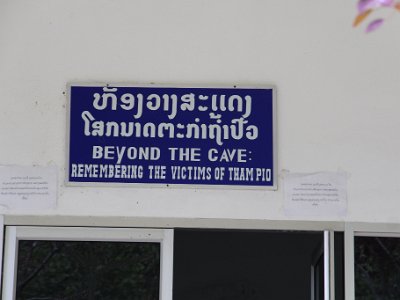 ຫ້ອງວາງສະແດງ
ໂສກນາດຕະກຳຖ້ຳປິວ
BEYOND THE CAVE:
REMEMBERING THE VICTIMS OF THAM PIO